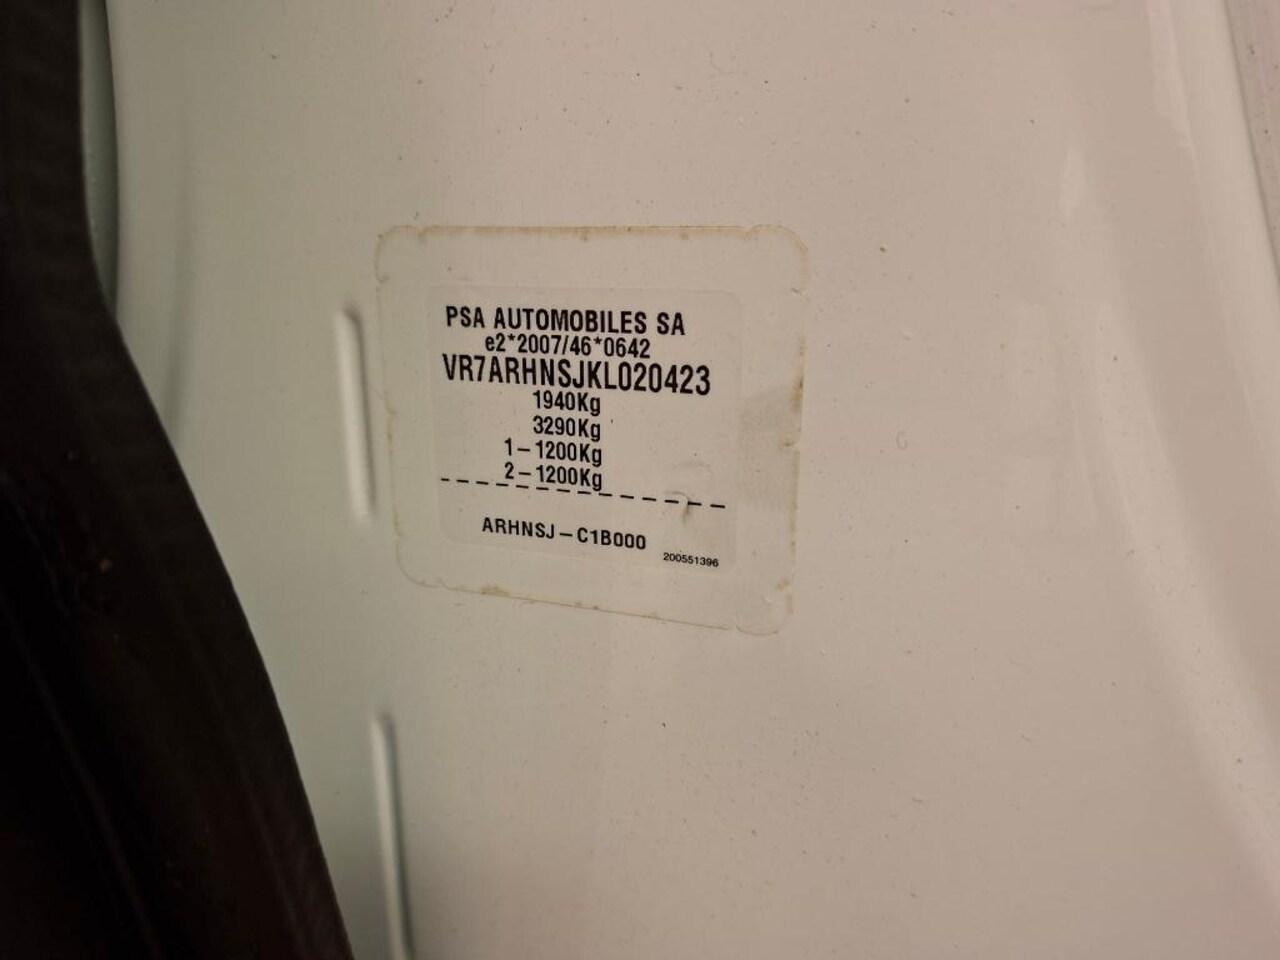 PSA AUTOMOBILES SA
e2*2007/46*0642
VR7ARHNSJKL020423
1940Kg
3290Kg
1-1200Kg
2-1200Kg
ARHNSJ-C1B000
200551396